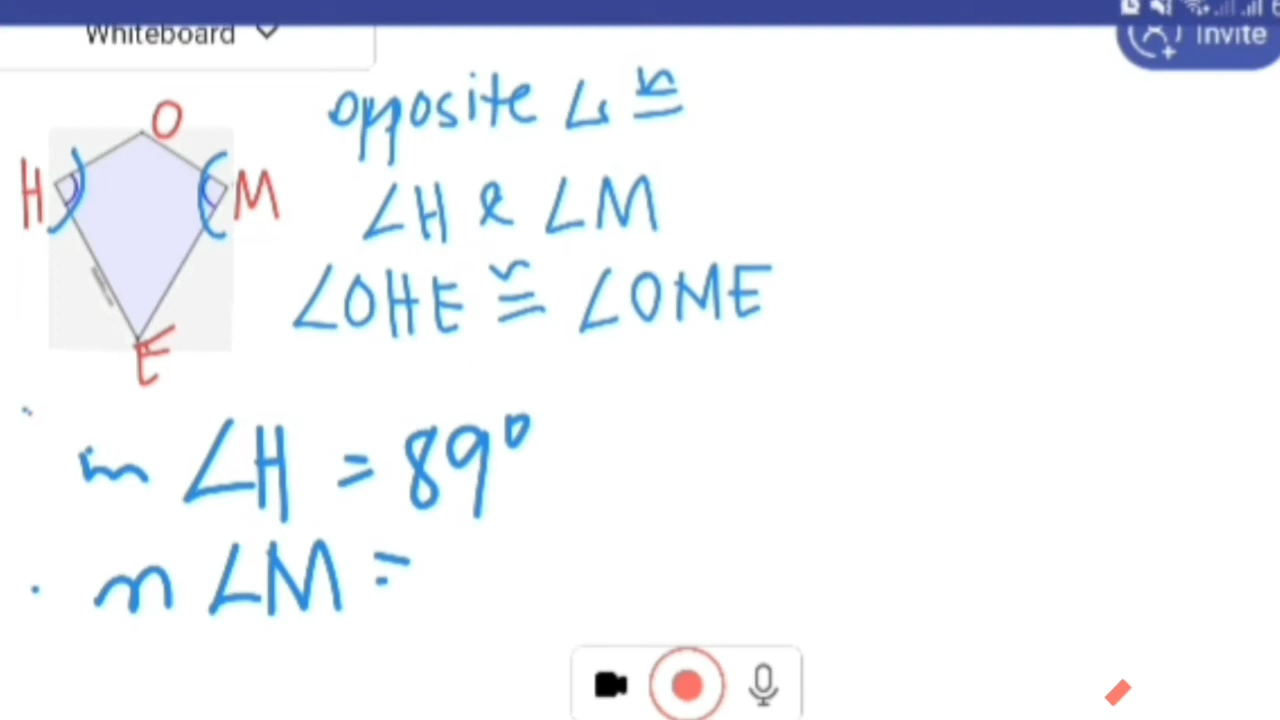 Whiteboard
Invite
O
H
M
E
opposite ∠s ≅
∠H & ∠M
∠OHE ≅ ∠OME
m ∠H = 89°
m ∠M =